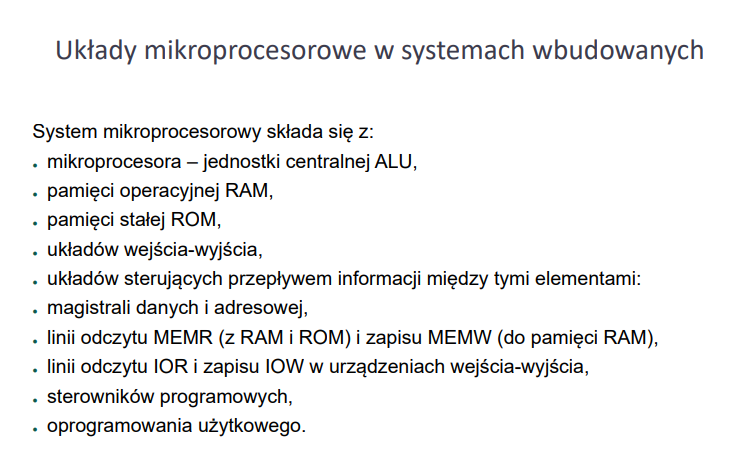 Układy mikroprocesorowe w systemach wbudowanych
System mikroprocesorowy składa się z:
• mikroprocesora – jednostki centralnej ALU,
• pamięci operacyjnej RAM,
• pamięci stałej ROM,
• układów wejścia-wyjścia,
• układów sterujących przepływem informacji między tymi elementami:
• magistrali danych i adresowej,
• linii odczytu MEMR (z RAM i ROM) i zapisu MEMW (do pamięci RAM),
• linii odczytu IOR i zapisu IOW w urządzeniach wejścia-wyjścia,
• sterowników programowych,
• oprogramowania użytkowego.